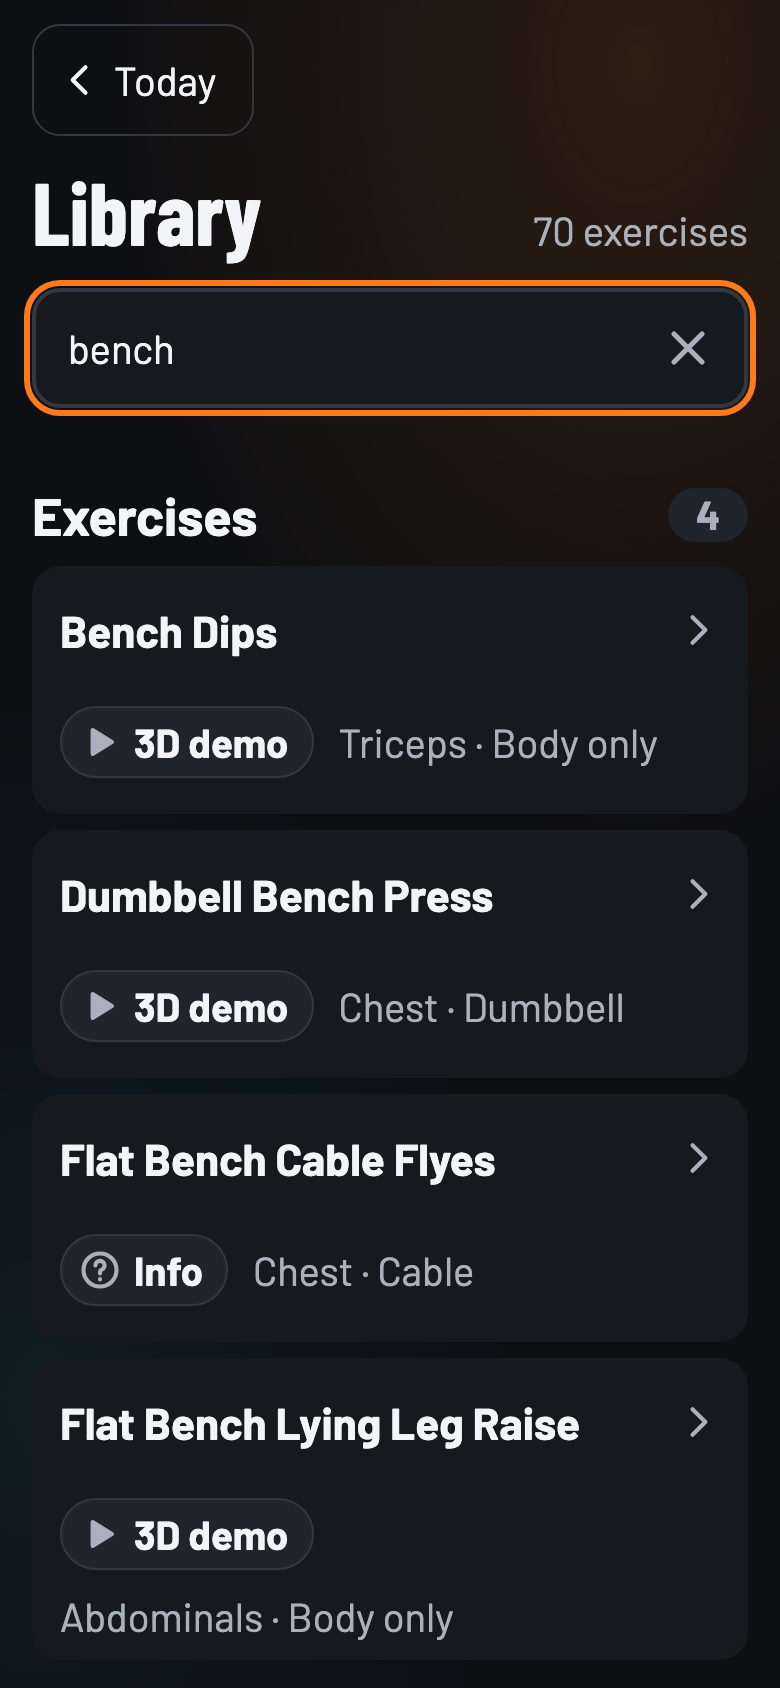 Today
Library
70 exercises
bench
Exercises
4
Bench Dips
3D demo
Triceps · Body only
Dumbbell Bench Press
3D demo
Chest · Dumbbell
Flat Bench Cable Flyes
Info
Chest · Cable
Flat Bench Lying Leg Raise
3D demo
Abdominals · Body only